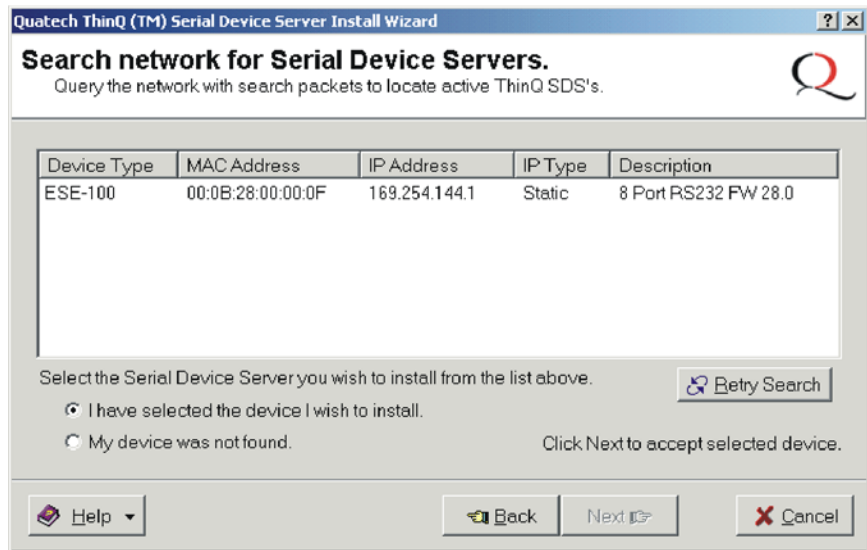 Quatech ThinQ (TM) Serial Device Server Install Wizard
Search network for Serial Device Servers.
Query the network with search packets to locate active ThinQ SDS's.
Device Type MAC Address IP Address IP Type Description
ESE-100 00:0B:28:00:00:0F 169.254.144.1 Static 8 Port RS232 FW 28.0
Select the Serial Device Server you wish to install from the list above.
Retry Search
I have selected the device I wish to install.
My device was not found.
Click Next to accept selected device.
Help Back Next Cancel